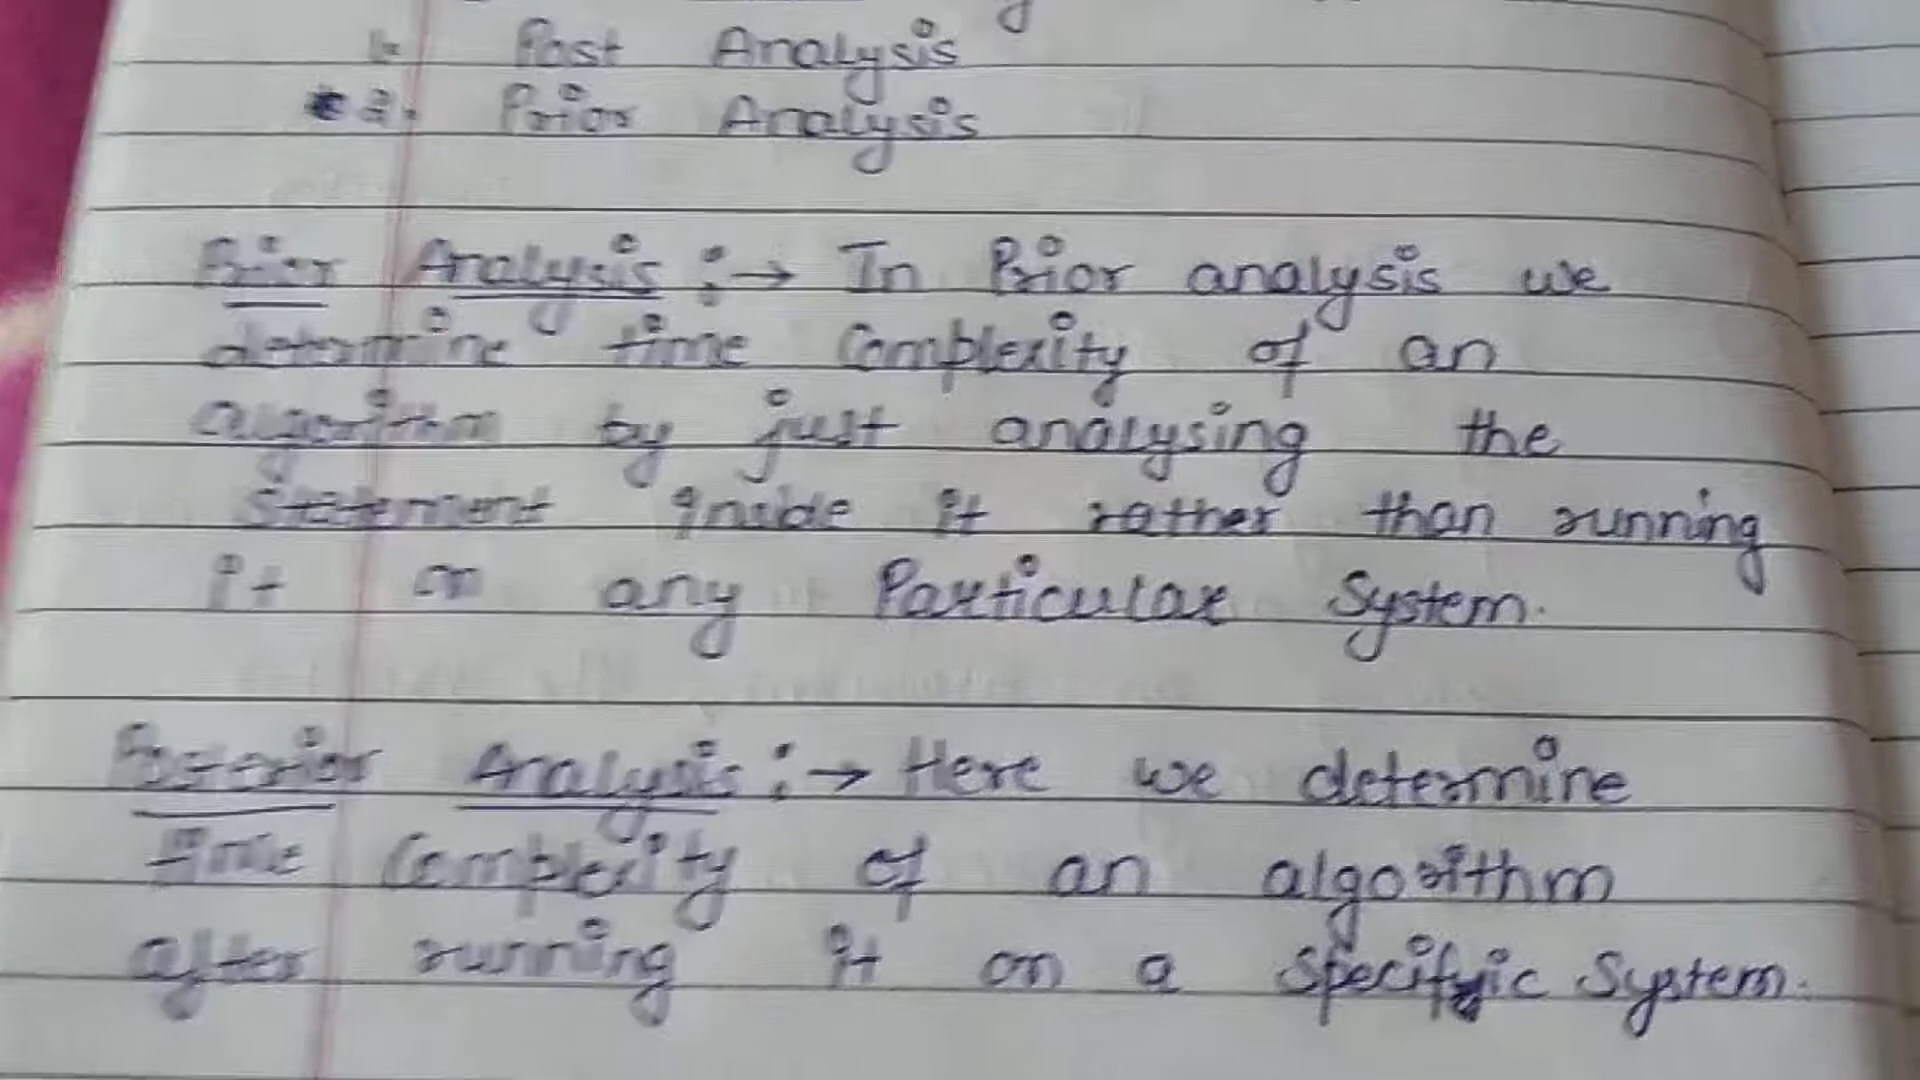 1. Post Analysis
2. Prior Analysis
Prior Analysis :→ In Prior analysis we
determine time Complexity of an
algorithm by just analysing the
statement inside it rather than running
it on any Particular System.
Posterior Analysis :→ Here we determine
time Complexity of an algorithm
after running it on a Specific System.